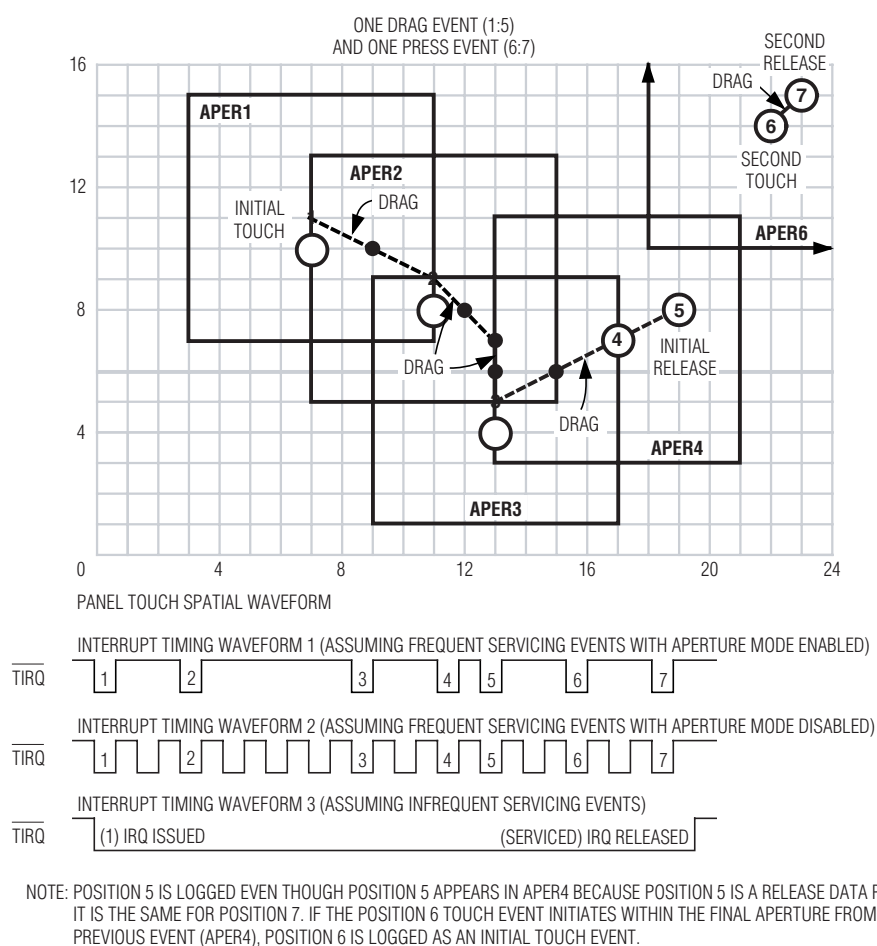 ONE DRAG EVENT (1:5)
AND ONE PRESS EVENT (6:7)
16
12
8
4
0
4
8
12
16
20
24
APER1
APER2
APER3
APER4
APER6
INITIAL
TOUCH
DRAG
DRAG
DRAG
4
5
INITIAL
RELEASE
SECOND
RELEASE
DRAG
7
6
SECOND
TOUCH
PANEL TOUCH SPATIAL WAVEFORM
INTERRUPT TIMING WAVEFORM 1 (ASSUMING FREQUENT SERVICING EVENTS WITH APERTURE MODE ENABLED)
TIRQ
1 2 3 4 5 6 7
INTERRUPT TIMING WAVEFORM 2 (ASSUMING FREQUENT SERVICING EVENTS WITH APERTURE MODE DISABLED)
TIRQ
1 2 3 4 5 6 7
INTERRUPT TIMING WAVEFORM 3 (ASSUMING INFREQUENT SERVICING EVENTS)
TIRQ
(1) IRQ ISSUED (SERVICED) IRQ RELEASED
NOTE: POSITION 5 IS LOGGED EVEN THOUGH POSITION 5 APPEARS IN APER4 BECAUSE POSITION 5 IS A RELEASE DATA
IT IS THE SAME FOR POSITION 7. IF THE POSITION 6 TOUCH EVENT INITIATES WITHIN THE FINAL APERTURE FROM
PREVIOUS EVENT (APER4), POSITION 6 IS LOGGED AS AN INITIAL TOUCH EVENT.